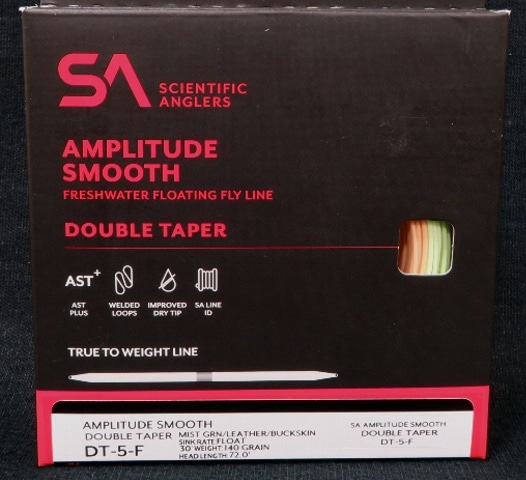 SA SCIENTIFIC
ANGLERS
AMPLITUDE
SMOOTH
FRESHWATER FLOATING FLY LINE
DOUBLE TAPER
AST+
AST
PLUS
WELDED
LOOPS
IMPROVED
DRY TIP
SA LINE
ID
TRUE TO WEIGHT LINE
AMPLITUDE SMOOTH
DOUBLE TAPER MIST GRN/LEATHER/BUCKSKIN
SINK RATE FLOAT
DT-5-F 30' WEIGHT: 140 GRAIN
HEAD LENGTH: 72.0'
SA AMPLITUDE SMOOTH
DOUBLE TAPER
DT-5-F